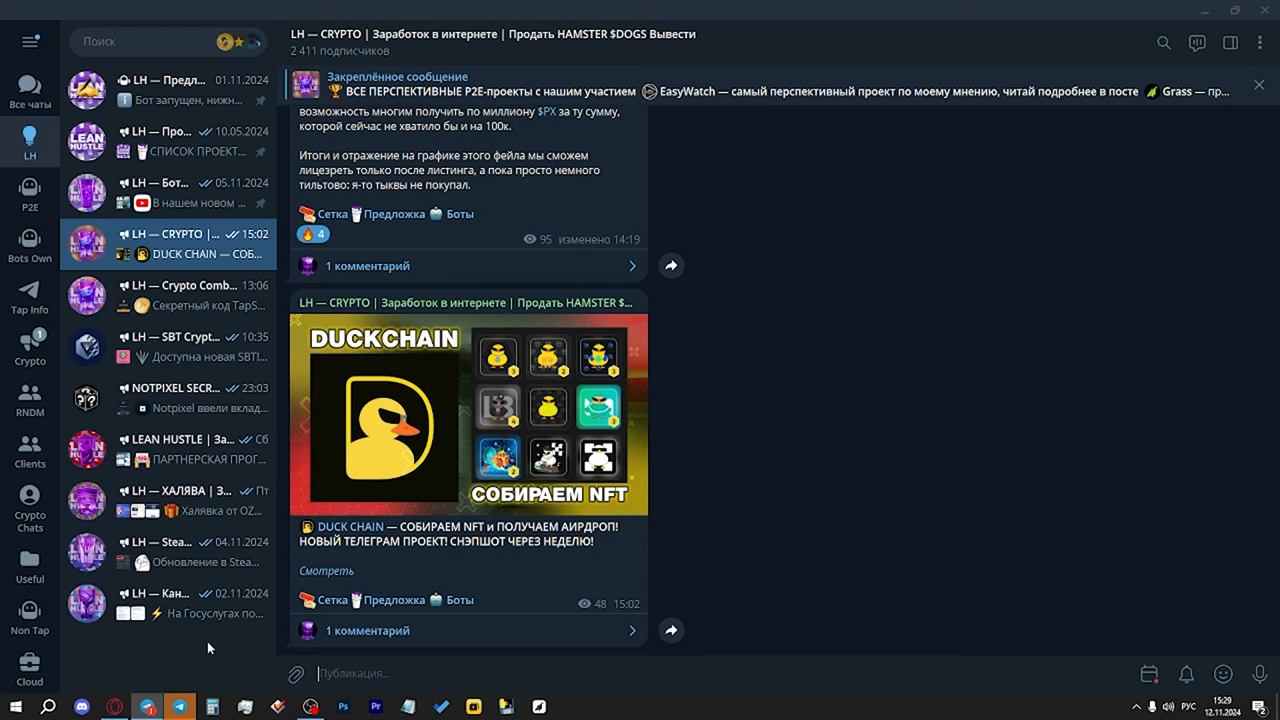 LH — CRYPTO | Заработок в интернете | Продать HAMSTER $DOGS Вывести
2 411 подписчиков
Поиск
Закреплённое сообщение
🏆 ВСЕ ПЕРСПЕКТИВНЫЕ P2E-проекты с нашим участием EasyWatch — самый перспективный проект по моему мнению, читай подробнее в посте Grass — пр...
Все чаты
LH
P2E
Bots Own
Tap Info
1
Crypto
RNDM
Clients
Crypto
Chats
Useful
Non Tap
Cloud
LH — Предл... 01.11.2024
Бот запущен, нижн...
LH — Про... 10.05.2024
СПИСОК ПРОЕКТ...
LH — Бот... 05.11.2024
В нашем новом ...
LH — CRYPTO |... 15:02
DUCK CHAIN — СОБ...
LH — Crypto Comb... 13:06
Секретный код TapS...
LH — SBT Crypt... 10:35
Доступна новая SBT!...
NOTPIXEL SECR... 23:03
Notpixel ввели вклад...
LEAN HUSTLE | За... Сб
ПАРТНЕРСКАЯ ПРОГ...
LH — ХАЛЯВА | З... Пт
Халявка от OZ...
LH — Stea... 04.11.2024
Обновление в Stea...
LH — Кан... 02.11.2024
На Госуслугах по...
возможность многим получить по миллиону $PX за ту сумму,
которой сейчас не хватило бы и на 100к.
Итоги и отражение на графике этого фейла мы сможем
лицезреть только после листинга, а пока просто немного
тильтово: я-то тыквы не покупал.
Сетка Предложка Боты
🔥 4
95 изменено 14:19
1 комментарий
LH — CRYPTO | Заработок в интернете | Продать HAMSTER $...
DUCKCHAIN
СОБИРАЕМ NFT
DUCK CHAIN — СОБИРАЕМ NFT и ПОЛУЧАЕМ АИРДРОП!
НОВЫЙ ТЕЛЕГРАМ ПРОЕКТ! СНЭПШОТ ЧЕРЕЗ НЕДЕЛЮ!
Смотреть
Сетка Предложка Боты
48 15:02
1 комментарий
Публикация...
РУС
15:29
12.11.2024
2